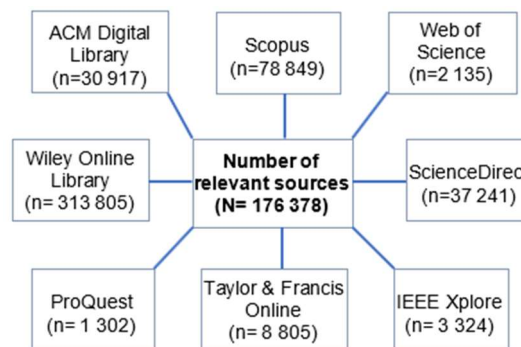 ACM Digital
Library
(n=30 917)
Scopus
(n=78 849)
Web of
Science
(n=2 135)
Wiley Online
Library
(n= 313 805)
Number of
relevant sources
(N= 176 378)
ScienceDirec
(n=37 241)
ProQuest
(n= 1 302)
Taylor & Francis
Online
(n= 8 805)
IEEE Xplore
(n= 3 324)